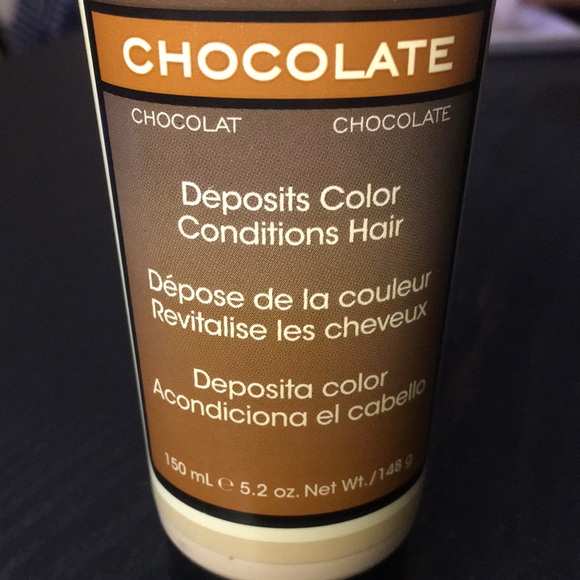 CHOCOLATE
CHOCOLAT CHOCOLATE
Deposits Color
Conditions Hair
Dépose de la couleur
Revitalise les cheveux
Deposita color
Acondiciona el cabello
150 mL ℮ 5.2 oz. Net Wt./148 g